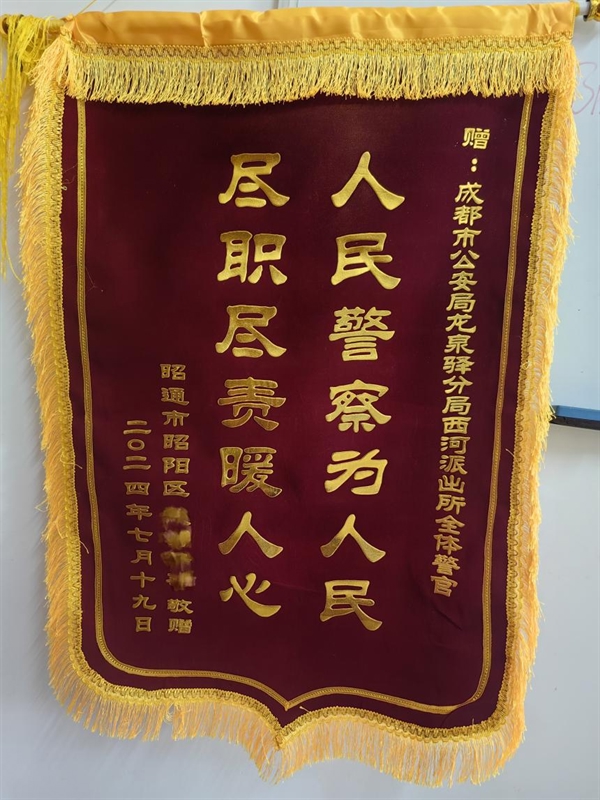 赠：成都市公安局龙泉驿分局西河派出所全体警官
人民警察为人民
尽职尽责暖人心
昭通市昭阳区 敬赠
二〇二四年七月十九日